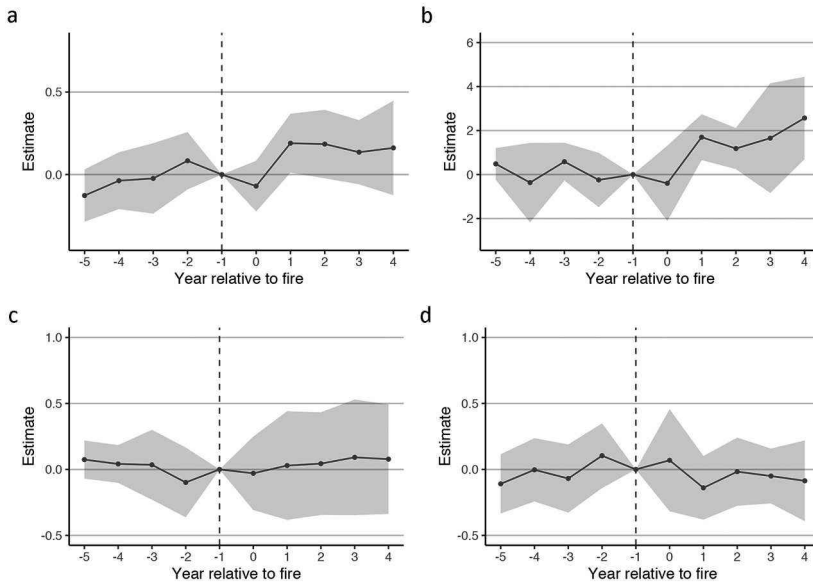 a
Estimate
0.5
0.0
-5 -4 -3 -2 -1 0 1 2 3 4
Year relative to fire
b
Estimate
6
4
2
0
-2
-5 -4 -3 -2 -1 0 1 2 3 4
Year relative to fire
c
Estimate
1.0
0.5
0.0
-0.5
-5 -4 -3 -2 -1 0 1 2 3 4
Year relative to fire
d
Estimate
1.0
0.5
0.0
-0.5
-5 -4 -3 -2 -1 0 1 2 3 4
Year relative to fire